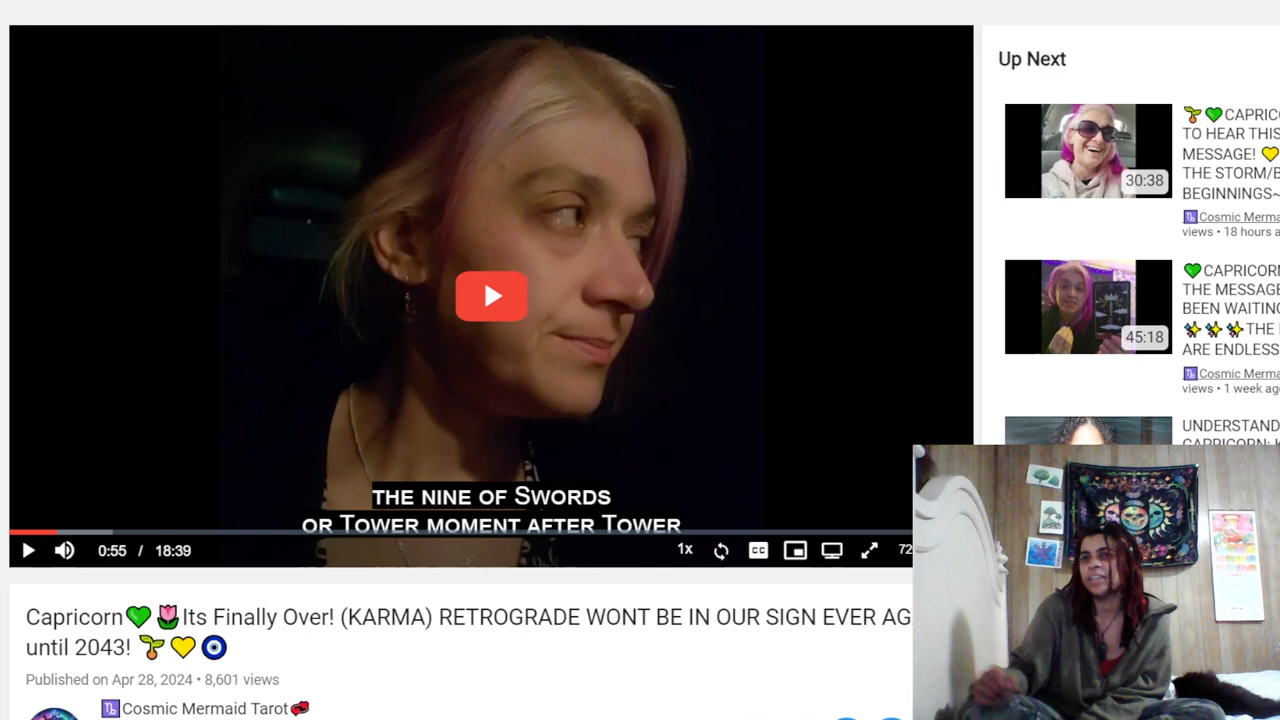 THE NINE OF SWORDS
OR TOWER MOMENT AFTER TOWER
0:55 / 18:39
1x
CC
72
Capricorn💚🌷Its Finally Over! (KARMA) RETROGRADE WONT BE IN OUR SIGN EVER AG
until 2043! 🌱💛🧿
Published on Apr 28, 2024 • 8,601 views
♑Cosmic Mermaid Tarot💋
Up Next
🌱💚CAPRIC
TO HEAR THIS
MESSAGE! 💛
THE STORM/B
BEGINNINGS~
♑Cosmic Merma
views • 18 hours a
30:38
💚CAPRICORN
THE MESSAGE
BEEN WAITIN
✨✨✨THE
ARE ENDLESS
♑Cosmic Merma
views • 1 week ag
45:18
UNDERSTAND